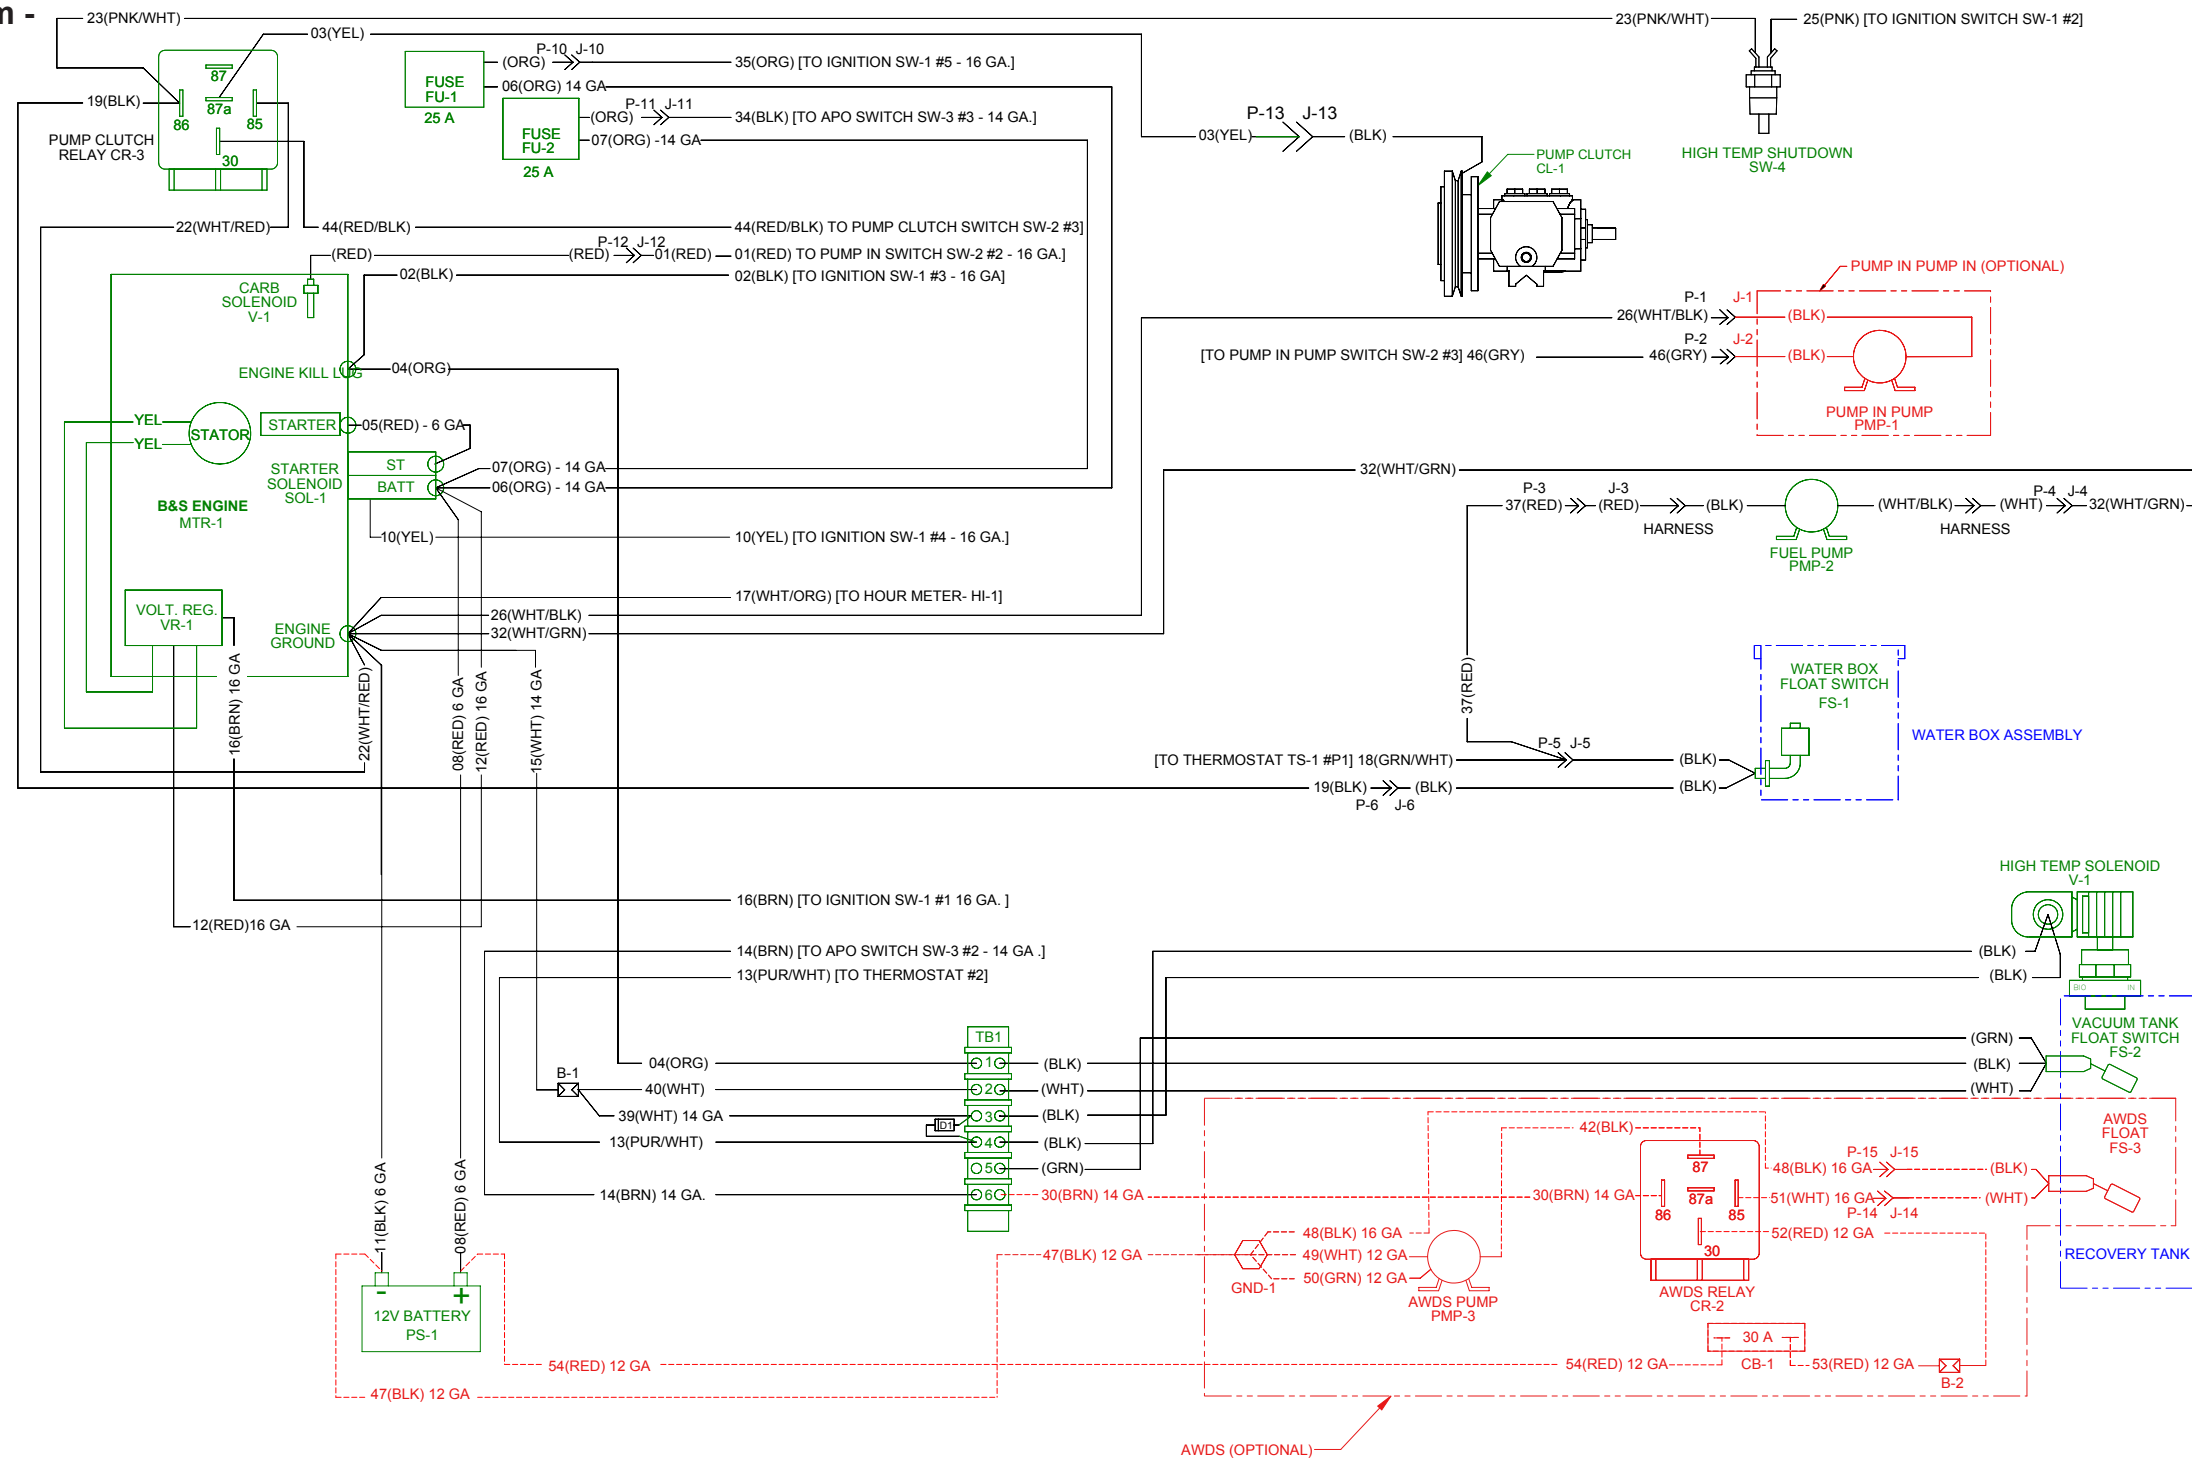 m -
23(PNK/WHT)
23(PNK/WHT)
25(PNK) [TO IGNITION SWITCH SW-1 #2]
03(YEL)
87
87a
86
85
30
19(BLK)
PUMP CLUTCH
RELAY CR-3
FUSE
FU-1
25 A
(ORG)
P-10
J-10
35(ORG) [TO IGNITION SW-1 #5 - 16 GA.]
06(ORG) 14 GA
FUSE
FU-2
25 A
(ORG)
P-11
J-11
34(BLK) [TO APO SWITCH SW-3 #3 - 14 GA.]
07(ORG) -14 GA
03(YEL)
P-13
J-13
(BLK)
PUMP CLUTCH
CL-1
HIGH TEMP SHUTDOWN
SW-4
22(WHT/RED)
44(RED/BLK)
44(RED/BLK) TO PUMP CLUTCH SWITCH SW-2 #3]
(RED)
(RED)
P-12
J-12
01(RED)
01(RED) TO PUMP IN SWITCH SW-2 #2 - 16 GA.]
02(BLK)
02(BLK) [TO IGNITION SW-1 #3 - 16 GA]
CARB
SOLENOID
V-1
PUMP IN PUMP IN (OPTIONAL)
P-1
J-1
26(WHT/BLK)
(BLK)
P-2
J-2
[TO PUMP IN PUMP SWITCH SW-2 #3] 46(GRY)
46(GRY)
(BLK)
PUMP IN PUMP
PMP-1
ENGINE KILL LUG
04(ORG)
YEL
YEL
STATOR
STARTER
05(RED) - 6 GA
ST
BATT
STARTER
SOLENOID
SOL-1
07(ORG) - 14 GA
06(ORG) - 14 GA
B&S ENGINE
MTR-1
10(YEL)
10(YEL) [TO IGNITION SW-1 #4 - 16 GA.]
32(WHT/GRN)
P-3
37(RED)
J-3
(RED)
HARNESS
(BLK)
FUEL PUMP
PMP-2
(WHT/BLK)
HARNESS
(WHT)
P-4
J-4
32(WHT/GRN)
VOLT. REG.
VR-1
ENGINE
GROUND
17(WHT/ORG) [TO HOUR METER- HI-1]
26(WHT/BLK)
32(WHT/GRN)
16(BRN) 16 GA
22(WHT/RED)
08(RED) 6 GA
12(RED) 16 GA
15(WHT) 14 GA
37(RED)
WATER BOX
FLOAT SWITCH
FS-1
WATER BOX ASSEMBLY
P-5
J-5
[TO THERMOSTAT TS-1 #P1] 18(GRN/WHT)
(BLK)
19(BLK)
P-6
J-6
(BLK)
(BLK)
16(BRN) [TO IGNITION SW-1 #1 16 GA. ]
12(RED)16 GA
14(BRN) [TO APO SWITCH SW-3 #2 - 14 GA .]
13(PUR/WHT) [TO THERMOSTAT #2]
HIGH TEMP SOLENOID
V-1
(BLK)
(BLK)
BIO
IN
TB1
VACUUM TANK
FLOAT SWITCH
FS-2
(GRN)
04(ORG)
1
(BLK)
(BLK)
B-1
40(WHT)
2
(WHT)
(WHT)
39(WHT) 14 GA
3
(BLK)
D1
13(PUR/WHT)
4
(BLK)
5
(GRN)
14(BRN) 14 GA.
6
30(BRN) 14 GA
30(BRN) 14 GA
42(BLK)
87
87a
86
85
30
AWDS RELAY
CR-2
AWDS
FLOAT
FS-3
P-15
J-15
48(BLK) 16 GA
(BLK)
51(WHT) 16 GA
P-14
J-14
(WHT)
52(RED) 12 GA
48(BLK) 16 GA
47(BLK) 12 GA
49(WHT) 12 GA
50(GRN) 12 GA
GND-1
AWDS PUMP
PMP-3
RECOVERY TANK
11(BLK) 6 GA
08(RED) 6 GA
-
+
12V BATTERY
PS-1
30 A
CB-1
54(RED) 12 GA
54(RED) 12 GA
53(RED) 12 GA
B-2
47(BLK) 12 GA
AWDS (OPTIONAL)